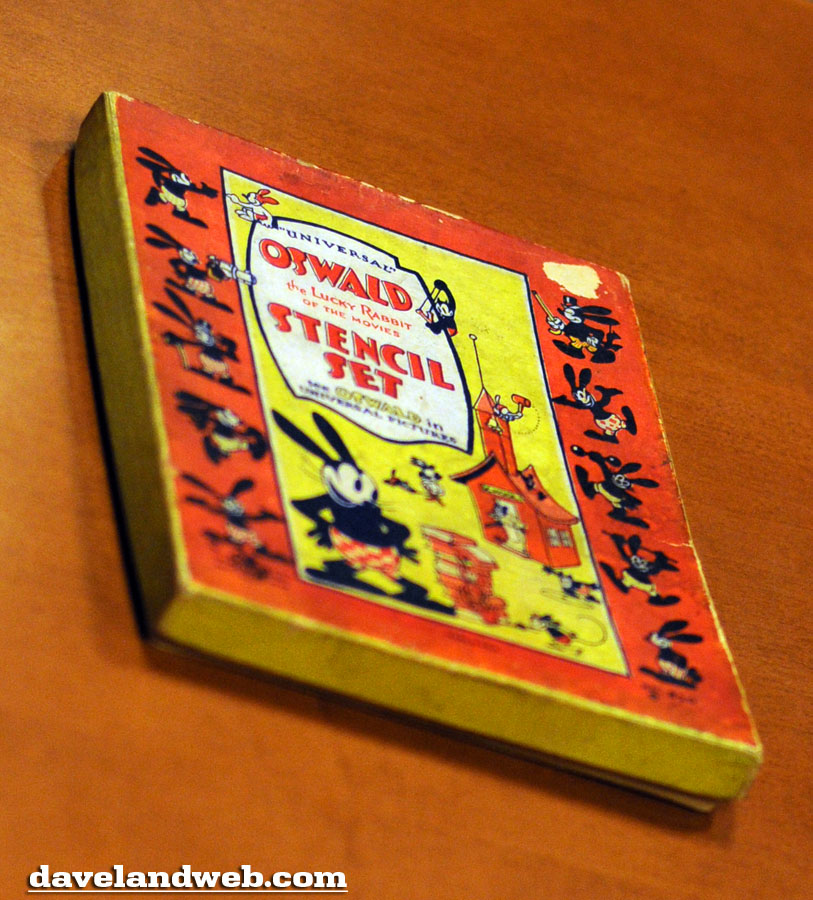 "UNIVERSAL"
OSWALD
the LUCKY RABBIT
OF THE MOVIES
STENCIL
SET
see OSWALD in
UNIVERSAL PICTURES
davelandweb.com